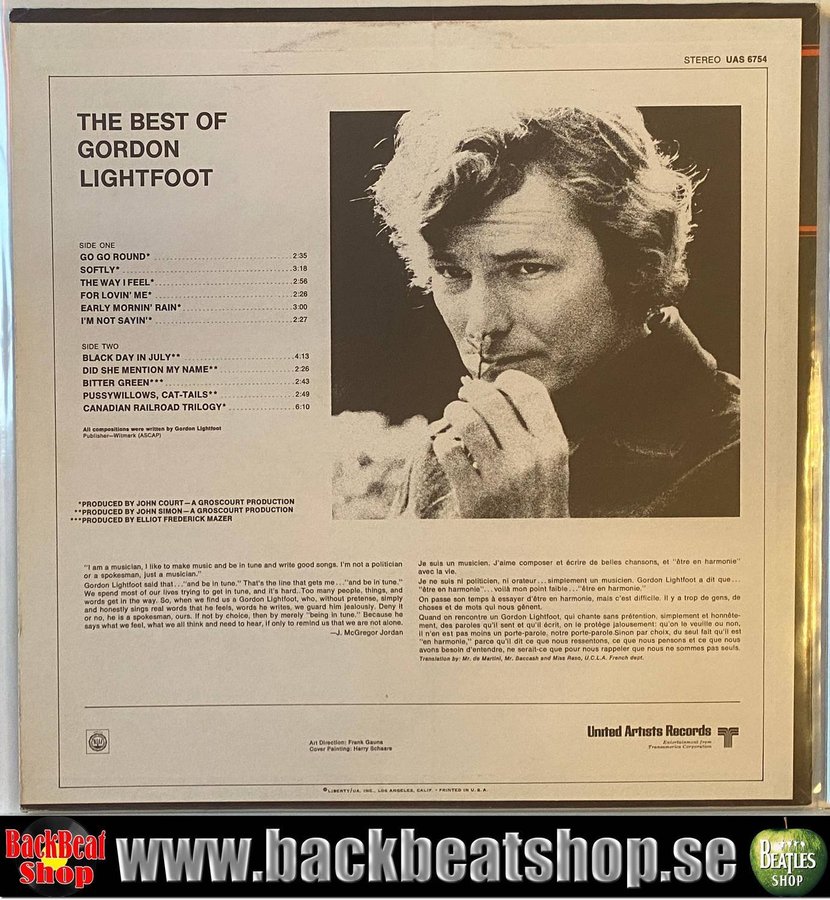 STEREO UAS 6754
THE BEST OF
GORDON
LIGHTFOOT
SIDE ONE
GO GO ROUND* 2:35
SOFTLY* 3:18
THE WAY I FEEL* 2:56
FOR LOVIN' ME* 2:26
EARLY MORNIN' RAIN* 3:00
I'M NOT SAYIN'* 2:27
SIDE TWO
BLACK DAY IN JULY** 4:13
DID SHE MENTION MY NAME** 2:26
BITTER GREEN*** 2:43
PUSSYWILLOWS, CAT-TAILS** 2:49
CANADIAN RAILROAD TRILOGY* 6:10
All compositions were written by Gordon Lightfoot
Publisher—Witmark (ASCAP)
*PRODUCED BY JOHN COURT—A GROSCOURT PRODUCTION
**PRODUCED BY JOHN SIMON—A GROSCOURT PRODUCTION
***PRODUCED BY ELLIOT FREDERICK MAZER
"I am a musician, I like to make music and be in tune and write good songs. I'm not a politician
or a spokesman, just a musician."
Gordon Lightfoot said that..."and be in tune." That's the line that gets me..."and be in tune."
We spend most of our lives trying to get in tune, and it's hard. Too many people, things, and
words get in the way. So, when we find us a Gordon Lightfoot, who, without pretense, simply
and honestly sings real words that he feels, words he writes, we guard him jealously. Deny it
or no, he is a spokesman, ours. If not by choice, then by merely "being in tune." Because he
says what we feel, what we all think and need to hear, if only to remind us that we are not alone.
—J. McGregor Jordan
Je suis un musicien. J'aime composer et écrire de belles chansons, et "être en harmonie"
avec la vie.
Je ne suis ni politicien, ni orateur...simplement un musicien. Gordon Lightfoot a dit que...
"être en harmonie"...voilà mon point faible..."être en harmonie."
On passe son temps à essayer d'être en harmonie, mais c'est difficile. Il y a trop de gens, de
choses et de mots qui nous gênent.
Quand on rencontre un Gordon Lightfoot, qui chante sans prétention, simplement et honnête-
ment, des paroles qu'il sent et qu'il écrit, on le protège jalousement: qu'on le veuille ou non,
il n'en est pas moins un porte-parole, notre porte-parole.Sinon par choix, du seul fait qu'il est
"en harmonie," parce qu'il dit ce que nous ressentons, ce que nous pensons et ce que nous
avons besoin d'entendre, ne serait-ce que pour nous rappeler que nous ne sommes pas seuls.
Translation by: Mr. de Martini, Mr. Baccash and Miss Raso, U.C.L.A. French dept.
Art Direction: Frank Gauna
Cover Painting: Harry Schaare
United Artists Records
Entertainment from
Transamerica Corporation
℗LIBERTY/UA, INC., LOS ANGELES, CALIF. • PRINTED IN U.S.A.
BackBeat
Shop
www.backbeatshop.se
BEATLES
SHOP